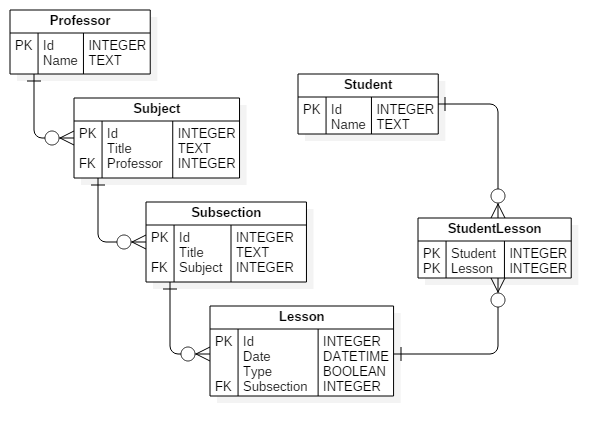 Professor
PK Id INTEGER
Name TEXT
Subject
PK Id INTEGER
Title TEXT
FK Professor INTEGER
Student
PK Id INTEGER
Name TEXT
Subsection
PK Id INTEGER
Title TEXT
FK Subject INTEGER
StudentLesson
PK Student INTEGER
PK Lesson INTEGER
Lesson
PK Id INTEGER
Date DATETIME
Type BOOLEAN
FK Subsection INTEGER